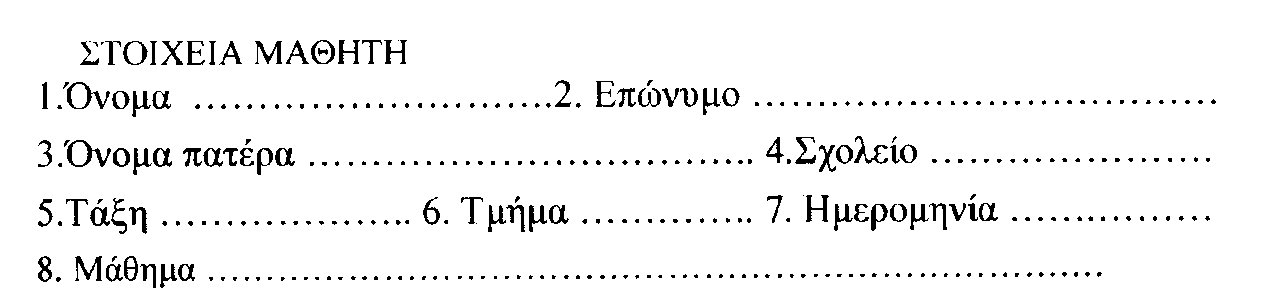 ΣΤΟΙΧΕΙΑ ΜΑΘΗΤΗ
1.Όνομα ...........................2. Επώνυμο ...................................
3.Όνομα πατέρα ................................. 4.Σχολείο .....................
5.Τάξη ................... 6. Τμήμα ............. 7. Ημερομηνία ...............
8. Μάθημα ....................................................................